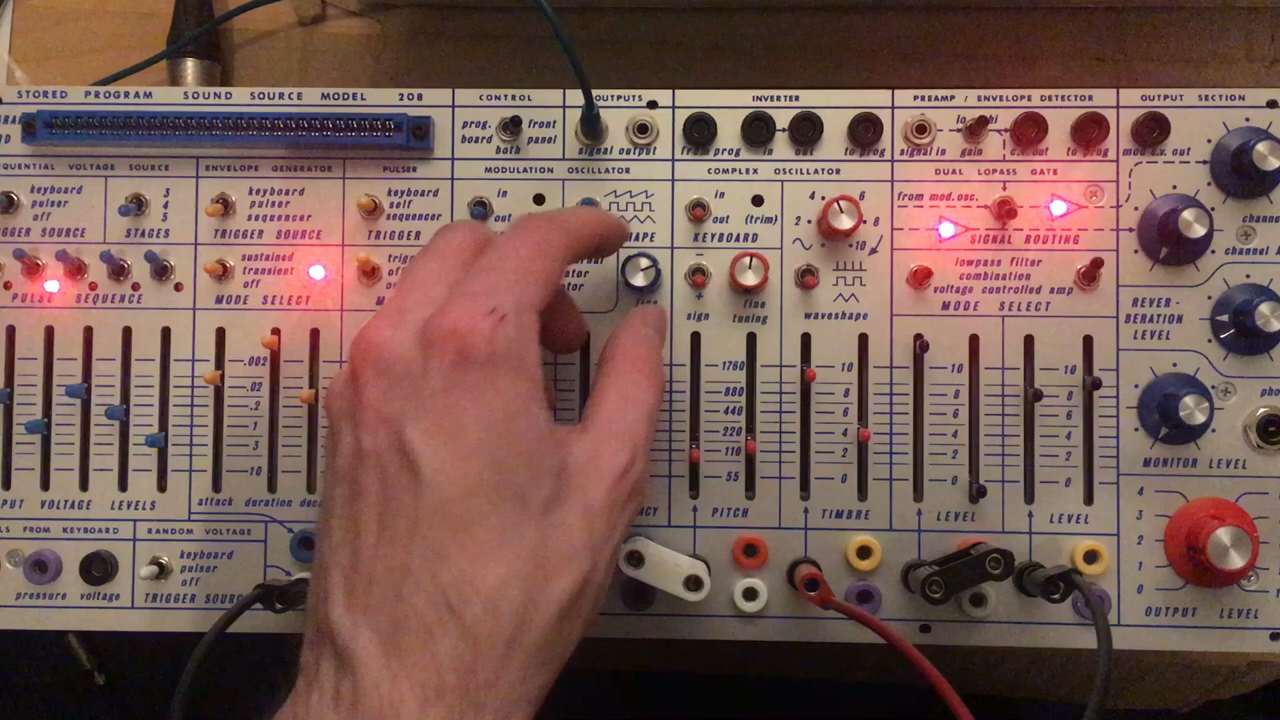 STORED PROGRAM SOUND SOURCE MODEL 208
CONTROL
OUTPUTS
INVERTER
PREAMP / ENVELOPE DETECTOR
OUTPUT SECTION
prog. front
board panel
both
signal output
from prog in out to prog
lo hi
signal in gain c.v. out to prog
mod c.v. out
EQUENTIAL VOLTAGE SOURCE
ENVELOPE GENERATOR
PULSER
MODULATION OSCILLATOR
COMPLEX OSCILLATOR
DUAL LOPASS GATE
keyboard
pulser
off
GGER SOURCE
3
4
5
STAGES
keyboard
pulser
sequencer
TRIGGER SOURCE
keyboard
self
sequencer
TRIGGER
in
out
HAPE
in
out (trim)
KEYBOARD
4 6
2 8
10
from mod.osc.
SIGNAL ROUTING
channel
channel
PULSE SEQUENCE
sustained
transient
off
MODE SELECT
fine
- +
sign
fine
tuning
waveshape
lowpass filter
combination
voltage controlled amp
MODE SELECT
REVER-
BERATION
LEVEL
.002
.02
.2
1
3
10
1760
880
440
220
110
55
10
8
6
4
2
0
10
8
6
4
2
0
10
8
6
4
2
0
MONITOR LEVEL
PUT VOLTAGE LEVELS
attack duration
PITCH
TIMBRE
LEVEL
LEVEL
4
3
2
1
0
FROM KEYBOARD
RANDOM VOLTAGE
keyboard
pulser
off
pressure voltage
OUTPUT LEVEL